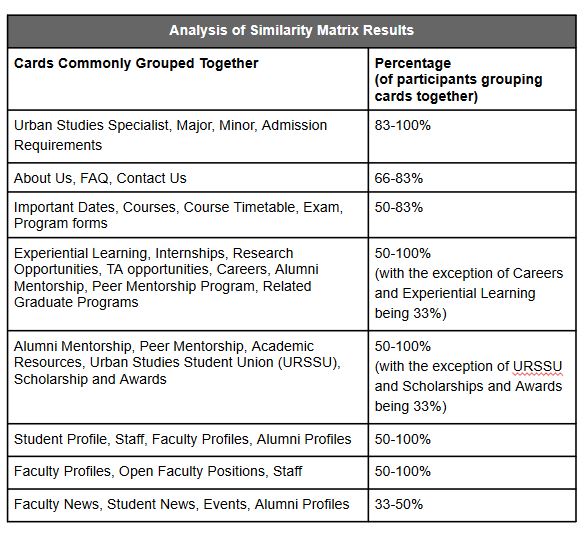 Analysis of Similarity Matrix Results
Cards Commonly Grouped Together
Percentage
(of participants grouping
cards together)
Urban Studies Specialist, Major, Minor, Admission
Requirements
83-100%
About Us, FAQ, Contact Us
66-83%
Important Dates, Courses, Course Timetable, Exam,
Program forms
50-83%
Experiential Learning, Internships, Research
Opportunities, TA opportunities, Careers, Alumni
Mentorship, Peer Mentorship Program, Related
Graduate Programs
50-100%
(with the exception of Careers
and Experiential Learning
being 33%)
Alumni Mentorship, Peer Mentorship, Academic
Resources, Urban Studies Student Union (URSSU),
Scholarship and Awards
50-100%
(with the exception of URSSU
and Scholarships and Awards
being 33%)
Student Profile, Staff, Faculty Profiles, Alumni Profiles
50-100%
Faculty Profiles, Open Faculty Positions, Staff
50-100%
Faculty News, Student News, Events, Alumni Profiles
33-50%